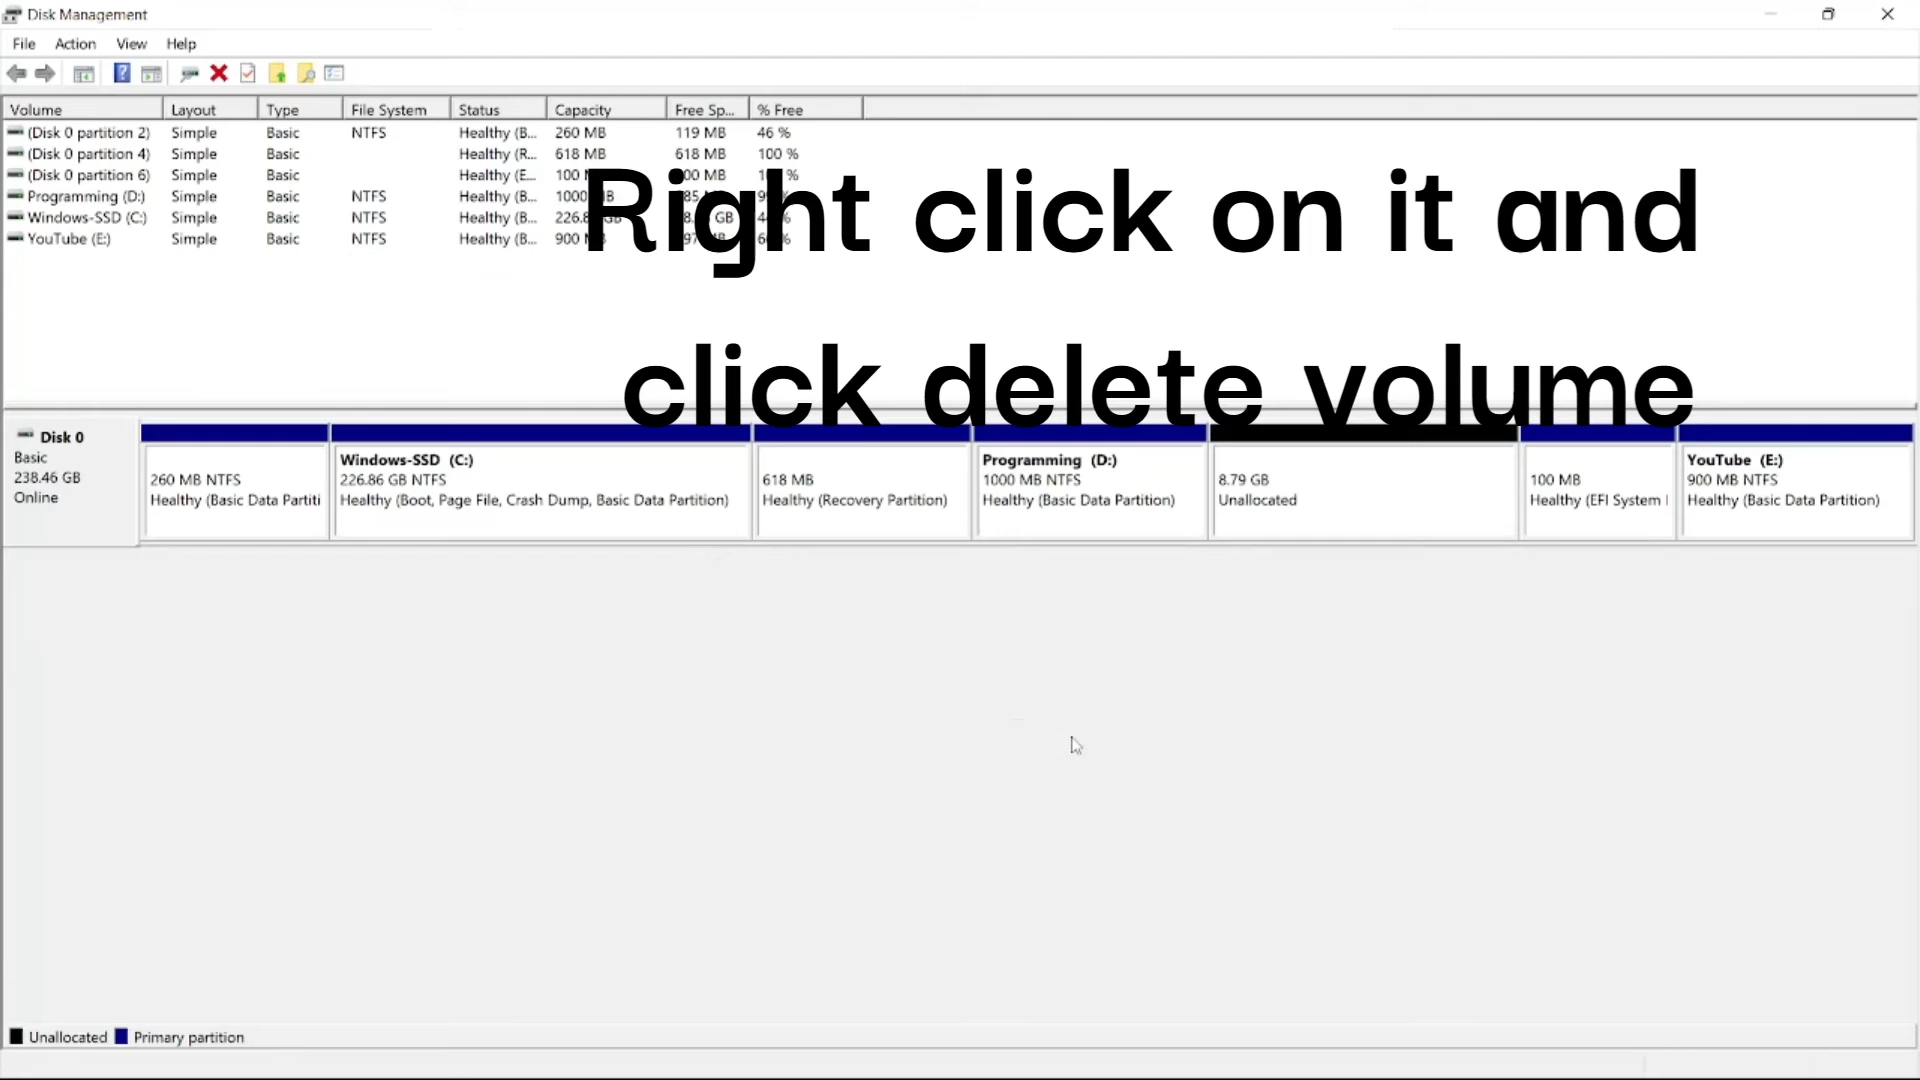 Disk Management
File Action View Help
Volume Layout Type File System Status Capacity Free Sp... % Free
(Disk 0 partition 2) Simple Basic NTFS Healthy (B... 260 MB 119 MB 46 %
(Disk 0 partition 4) Simple Basic Healthy (R... 618 MB 618 MB 100 %
(Disk 0 partition 6) Simple Basic Healthy (E... 100 %
Programming (D:) Simple Basic NTFS Healthy (B... 1000
Windows-SSD (C:) Simple Basic NTFS Healthy (B... GB
YouTube (E:) Simple Basic NTFS Healthy (B... 900
Right click on it and
click delete volume
Disk 0
Basic
238.46 GB
Online
260 MB NTFS
Healthy (Basic Data Partiti
Windows-SSD (C:)
226.86 GB NTFS
Healthy (Boot, Page File, Crash Dump, Basic Data Partition)
618 MB
Healthy (Recovery Partition)
Programming (D:)
1000 MB NTFS
Healthy (Basic Data Partition)
8.79 GB
Unallocated
100 MB
Healthy (EFI System
YouTube (E:)
900 MB NTFS
Healthy (Basic Data Partition)
Unallocated Primary partition